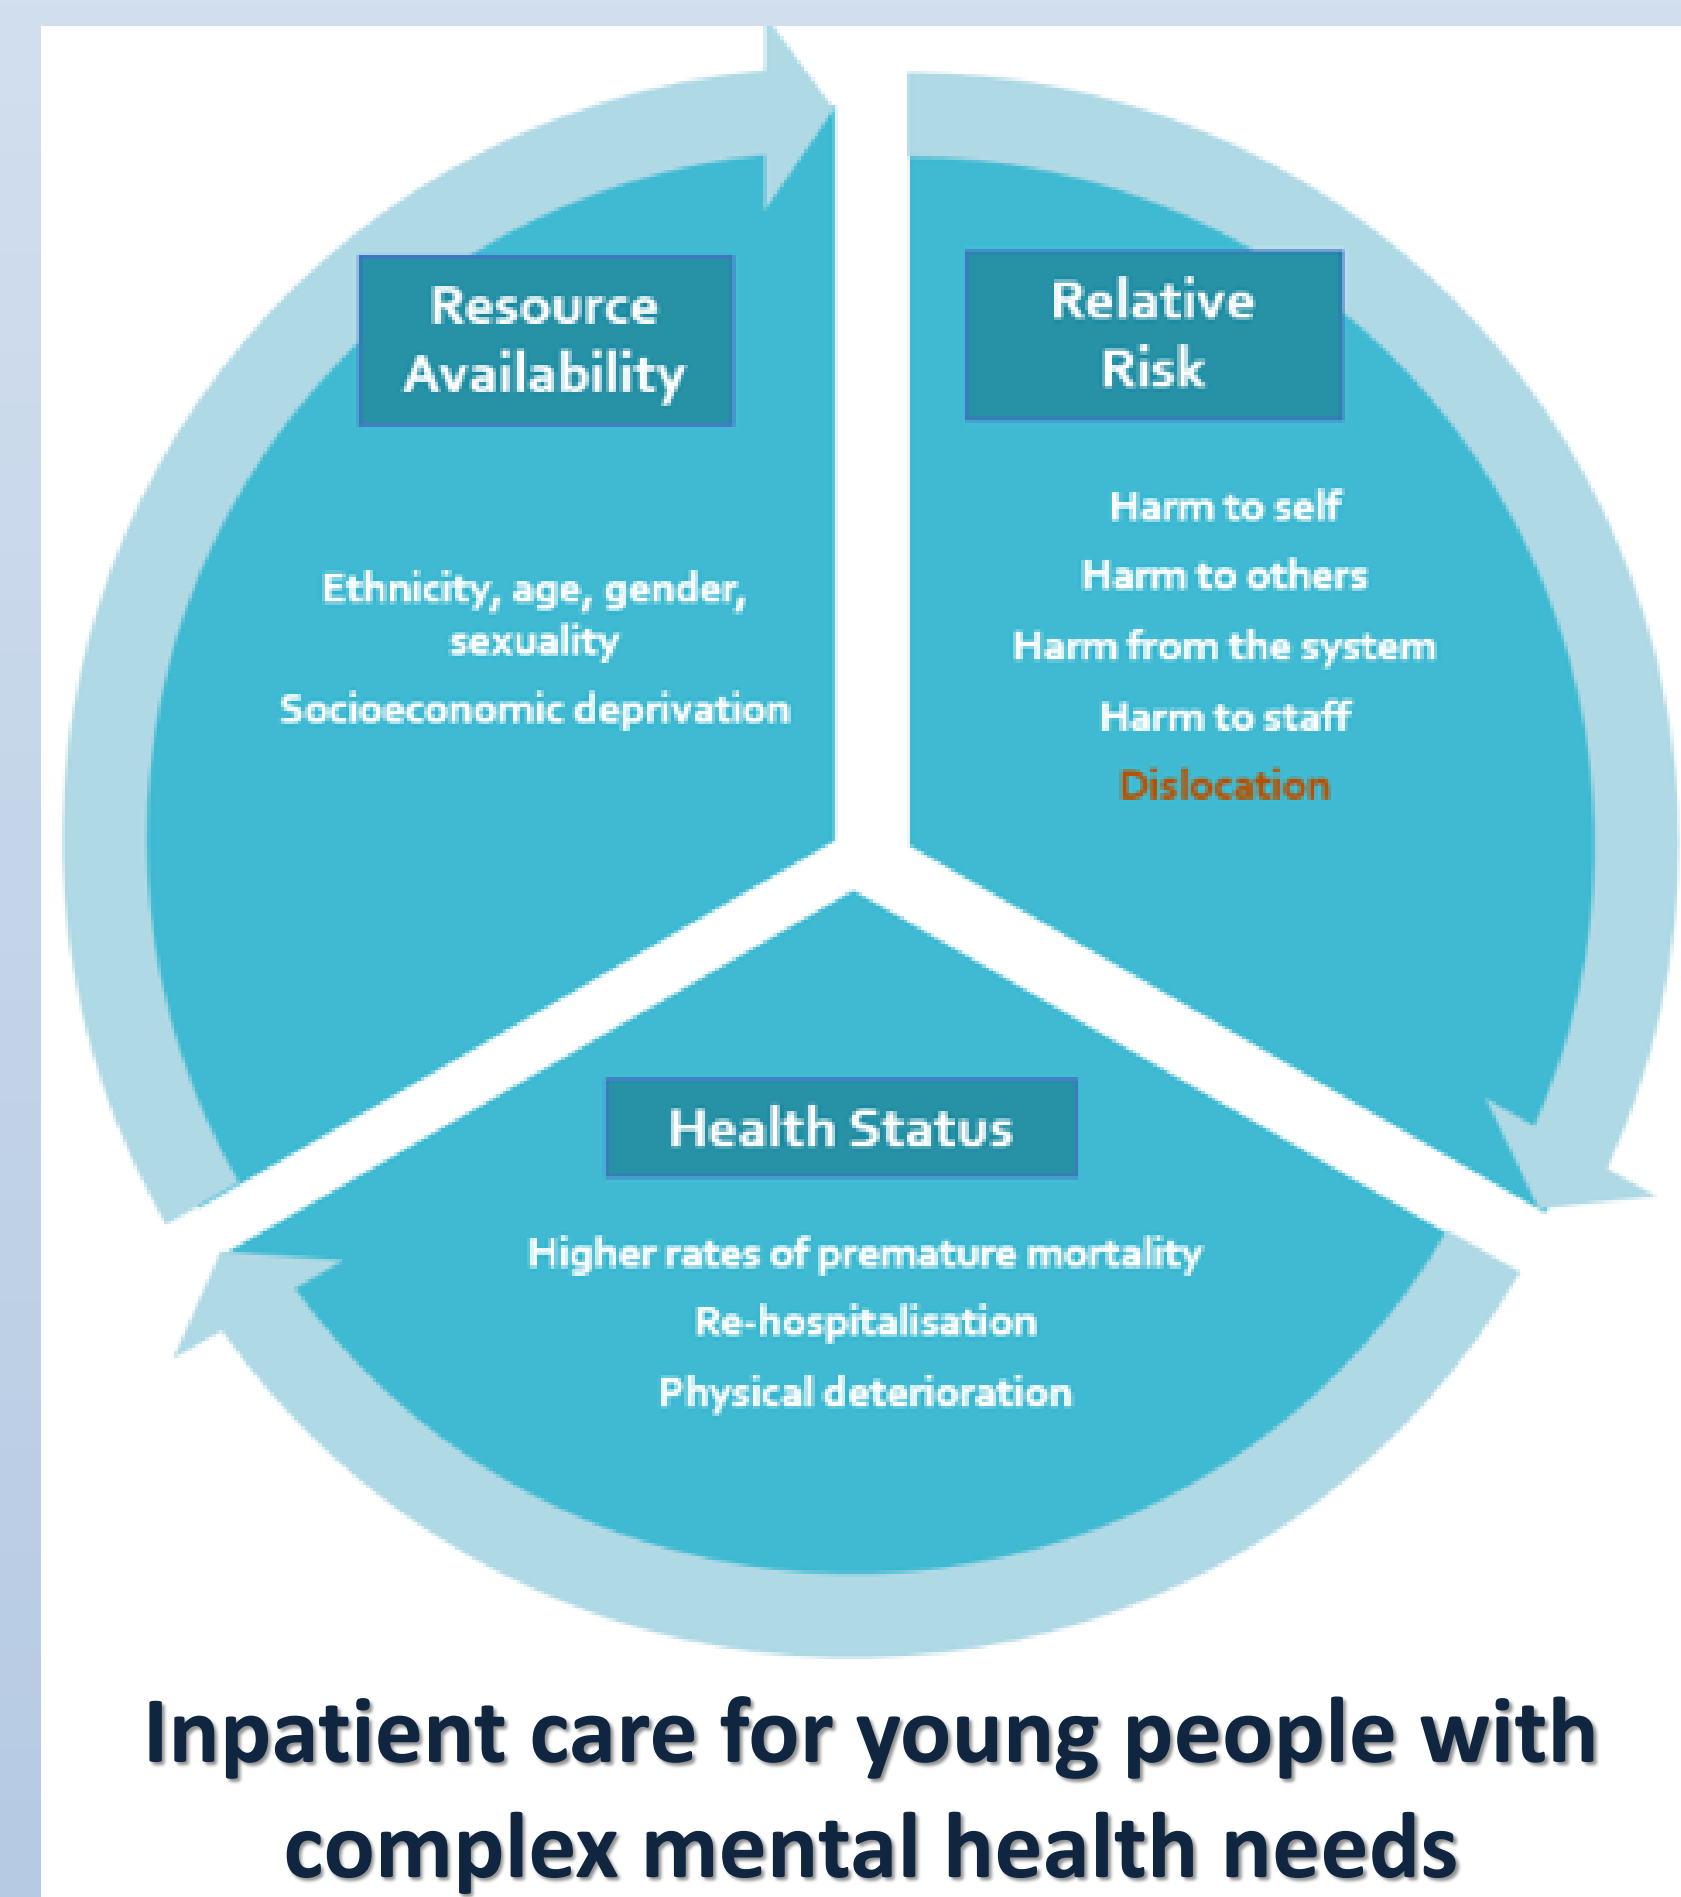 Resource
Availability
Ethnicity, age, gender,
sexuality
Socioeconomic deprivation
Relative
Risk
Harm to self
Harm to others
Harm from the system
Harm to staff
Dislocation
Health Status
Higher rates of premature mortality
Re-hospitalisation
Physical deterioration
Inpatient care for young people with
complex mental health needs